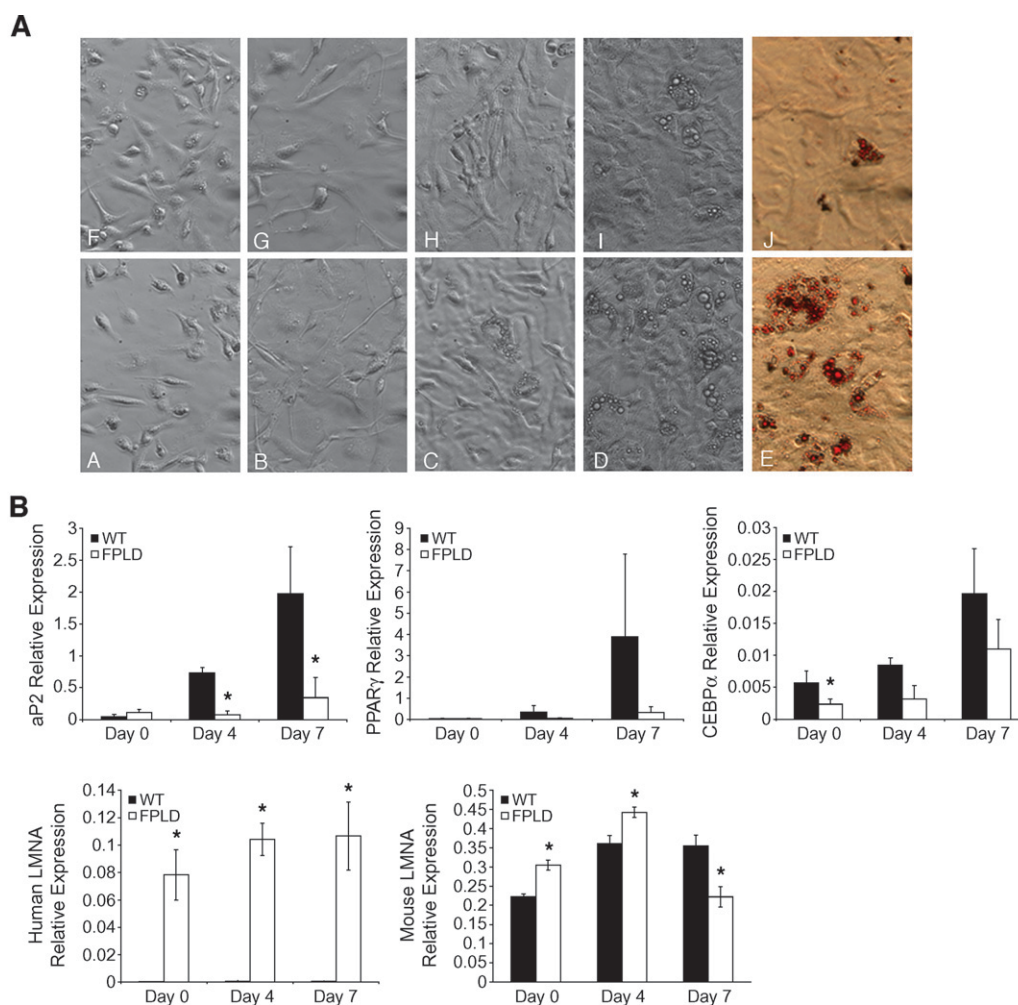 A
F G H I J
A B C D E
B
aP2 Relative Expression
3
2.5
2
1.5
1
0.5
0
WT
FPLD
*
*
Day 0 Day 4 Day 7
PPARγ Relative Expression
9
8
7
6
5
4
3
2
1
0
WT
FPLD
Day 0 Day 4 Day 7
CEBPα Relative Expression
0.03
0.025
0.02
0.015
0.01
0.005
0
WT
FPLD
*
Day 0 Day 4 Day 7
Human LMNA
Relative Expression
0.14
0.12
0.1
0.08
0.06
0.04
0.02
0
WT
FPLD
*
*
*
Day 0 Day 4 Day 7
Mouse LMNA
Relative Expression
0.5
0.45
0.4
0.35
0.3
0.25
0.2
0.15
0.1
0.05
0
WT
FPLD
*
*
*
Day 0 Day 4 Day 7